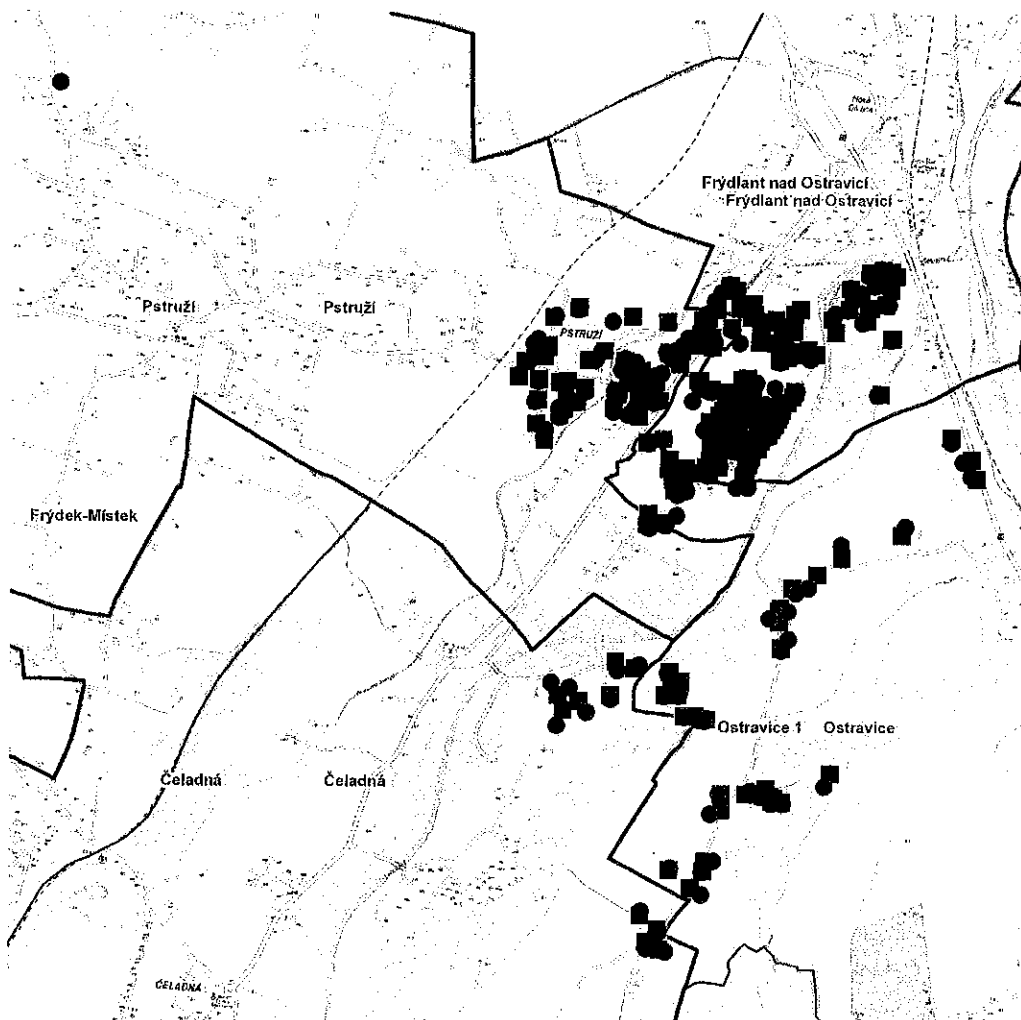 Frýdlant nad Ostravicí
Frýdlant nad Ostravicí
Pstruží
Pstruží
PSTRUŽÍ
Frýdek-Místek
Ostravice 1
Ostravice
Čeladná
Čeladná
ČELADNÁ